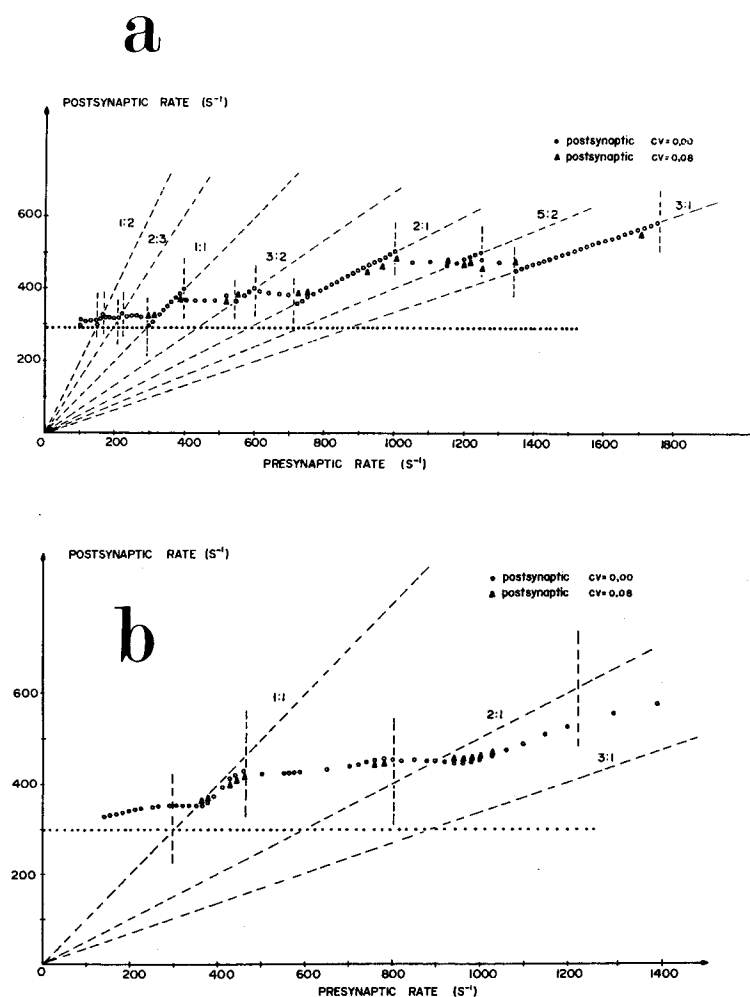 a
POSTSYNAPTIC RATE (S⁻¹)
postsynaptic CV= 0,00
postsynaptic CV= 0.08
1:2
2:3
1:1
3:2
2:1
5:2
3:1
600
400
200
0 200 400 600 800 1000 1200 1400 1600 1800
PRESYNAPTIC RATE (S⁻¹)
b
POSTSYNAPTIC RATE (S⁻¹)
postsynaptic CV= 0,00
postsynaptic CV= 0.08
1:1
2:1
3:1
600
400
200
0 200 400 600 800 1000 1200 1400
PRESYNAPTIC RATE (S⁻¹)